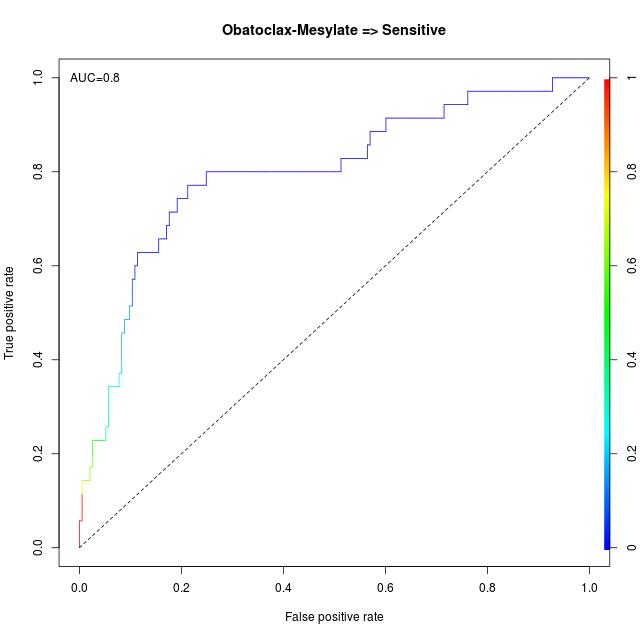 Obatoclax-Mesylate => Sensitive
AUC=0.8
True positive rate
1.0
0.8
0.6
0.4
0.2
0.0
0.0 0.2 0.4 0.6 0.8 1.0
False positive rate
1
0.8
0.6
0.4
0.2
0